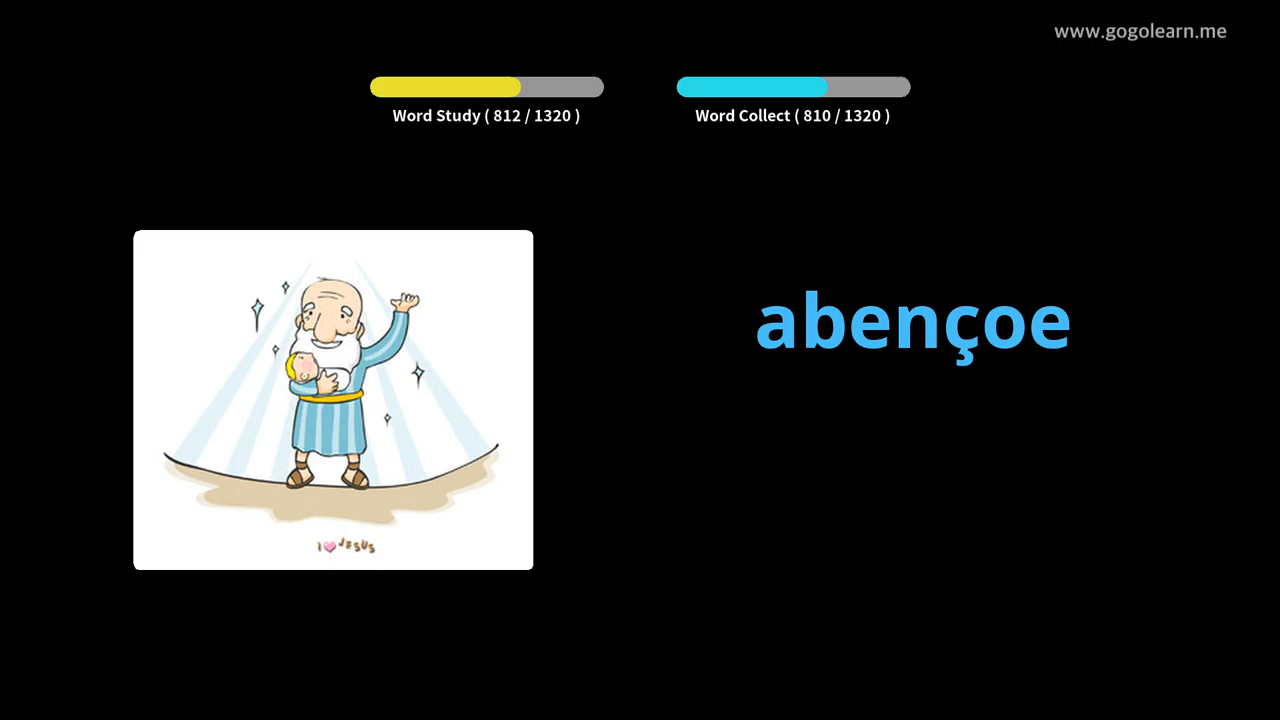 www.gogolearn.me
Word Study ( 812 / 1320 )
Word Collect ( 810 / 1320 )
abençoe
I ♥ JESUS